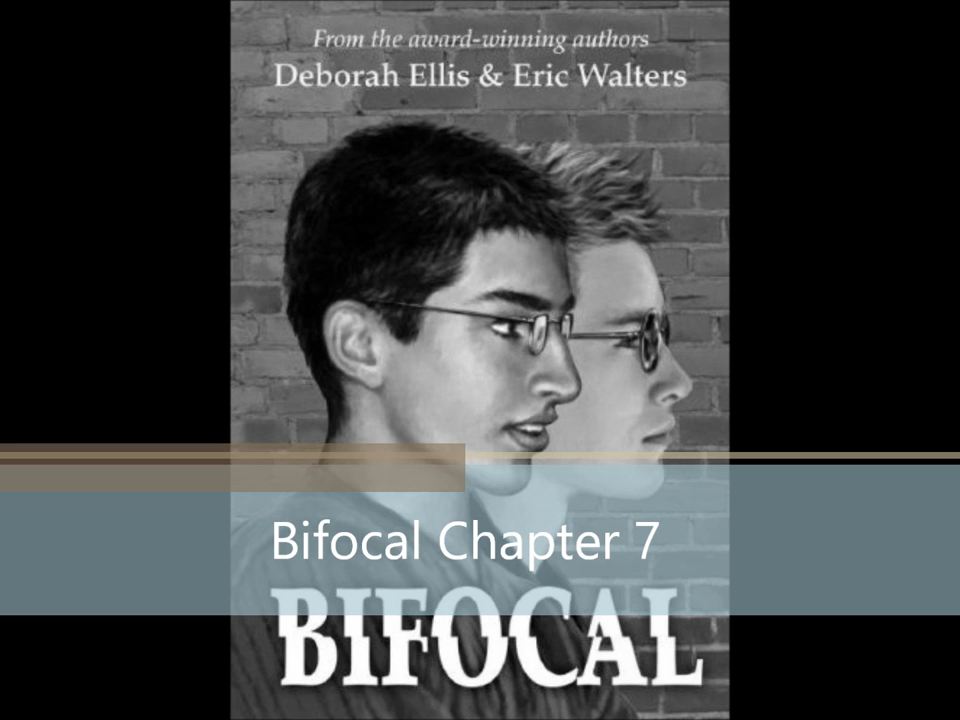 From the award-winning authors
Deborah Ellis & Eric Walters
Bifocal Chapter 7
BIFOCAL